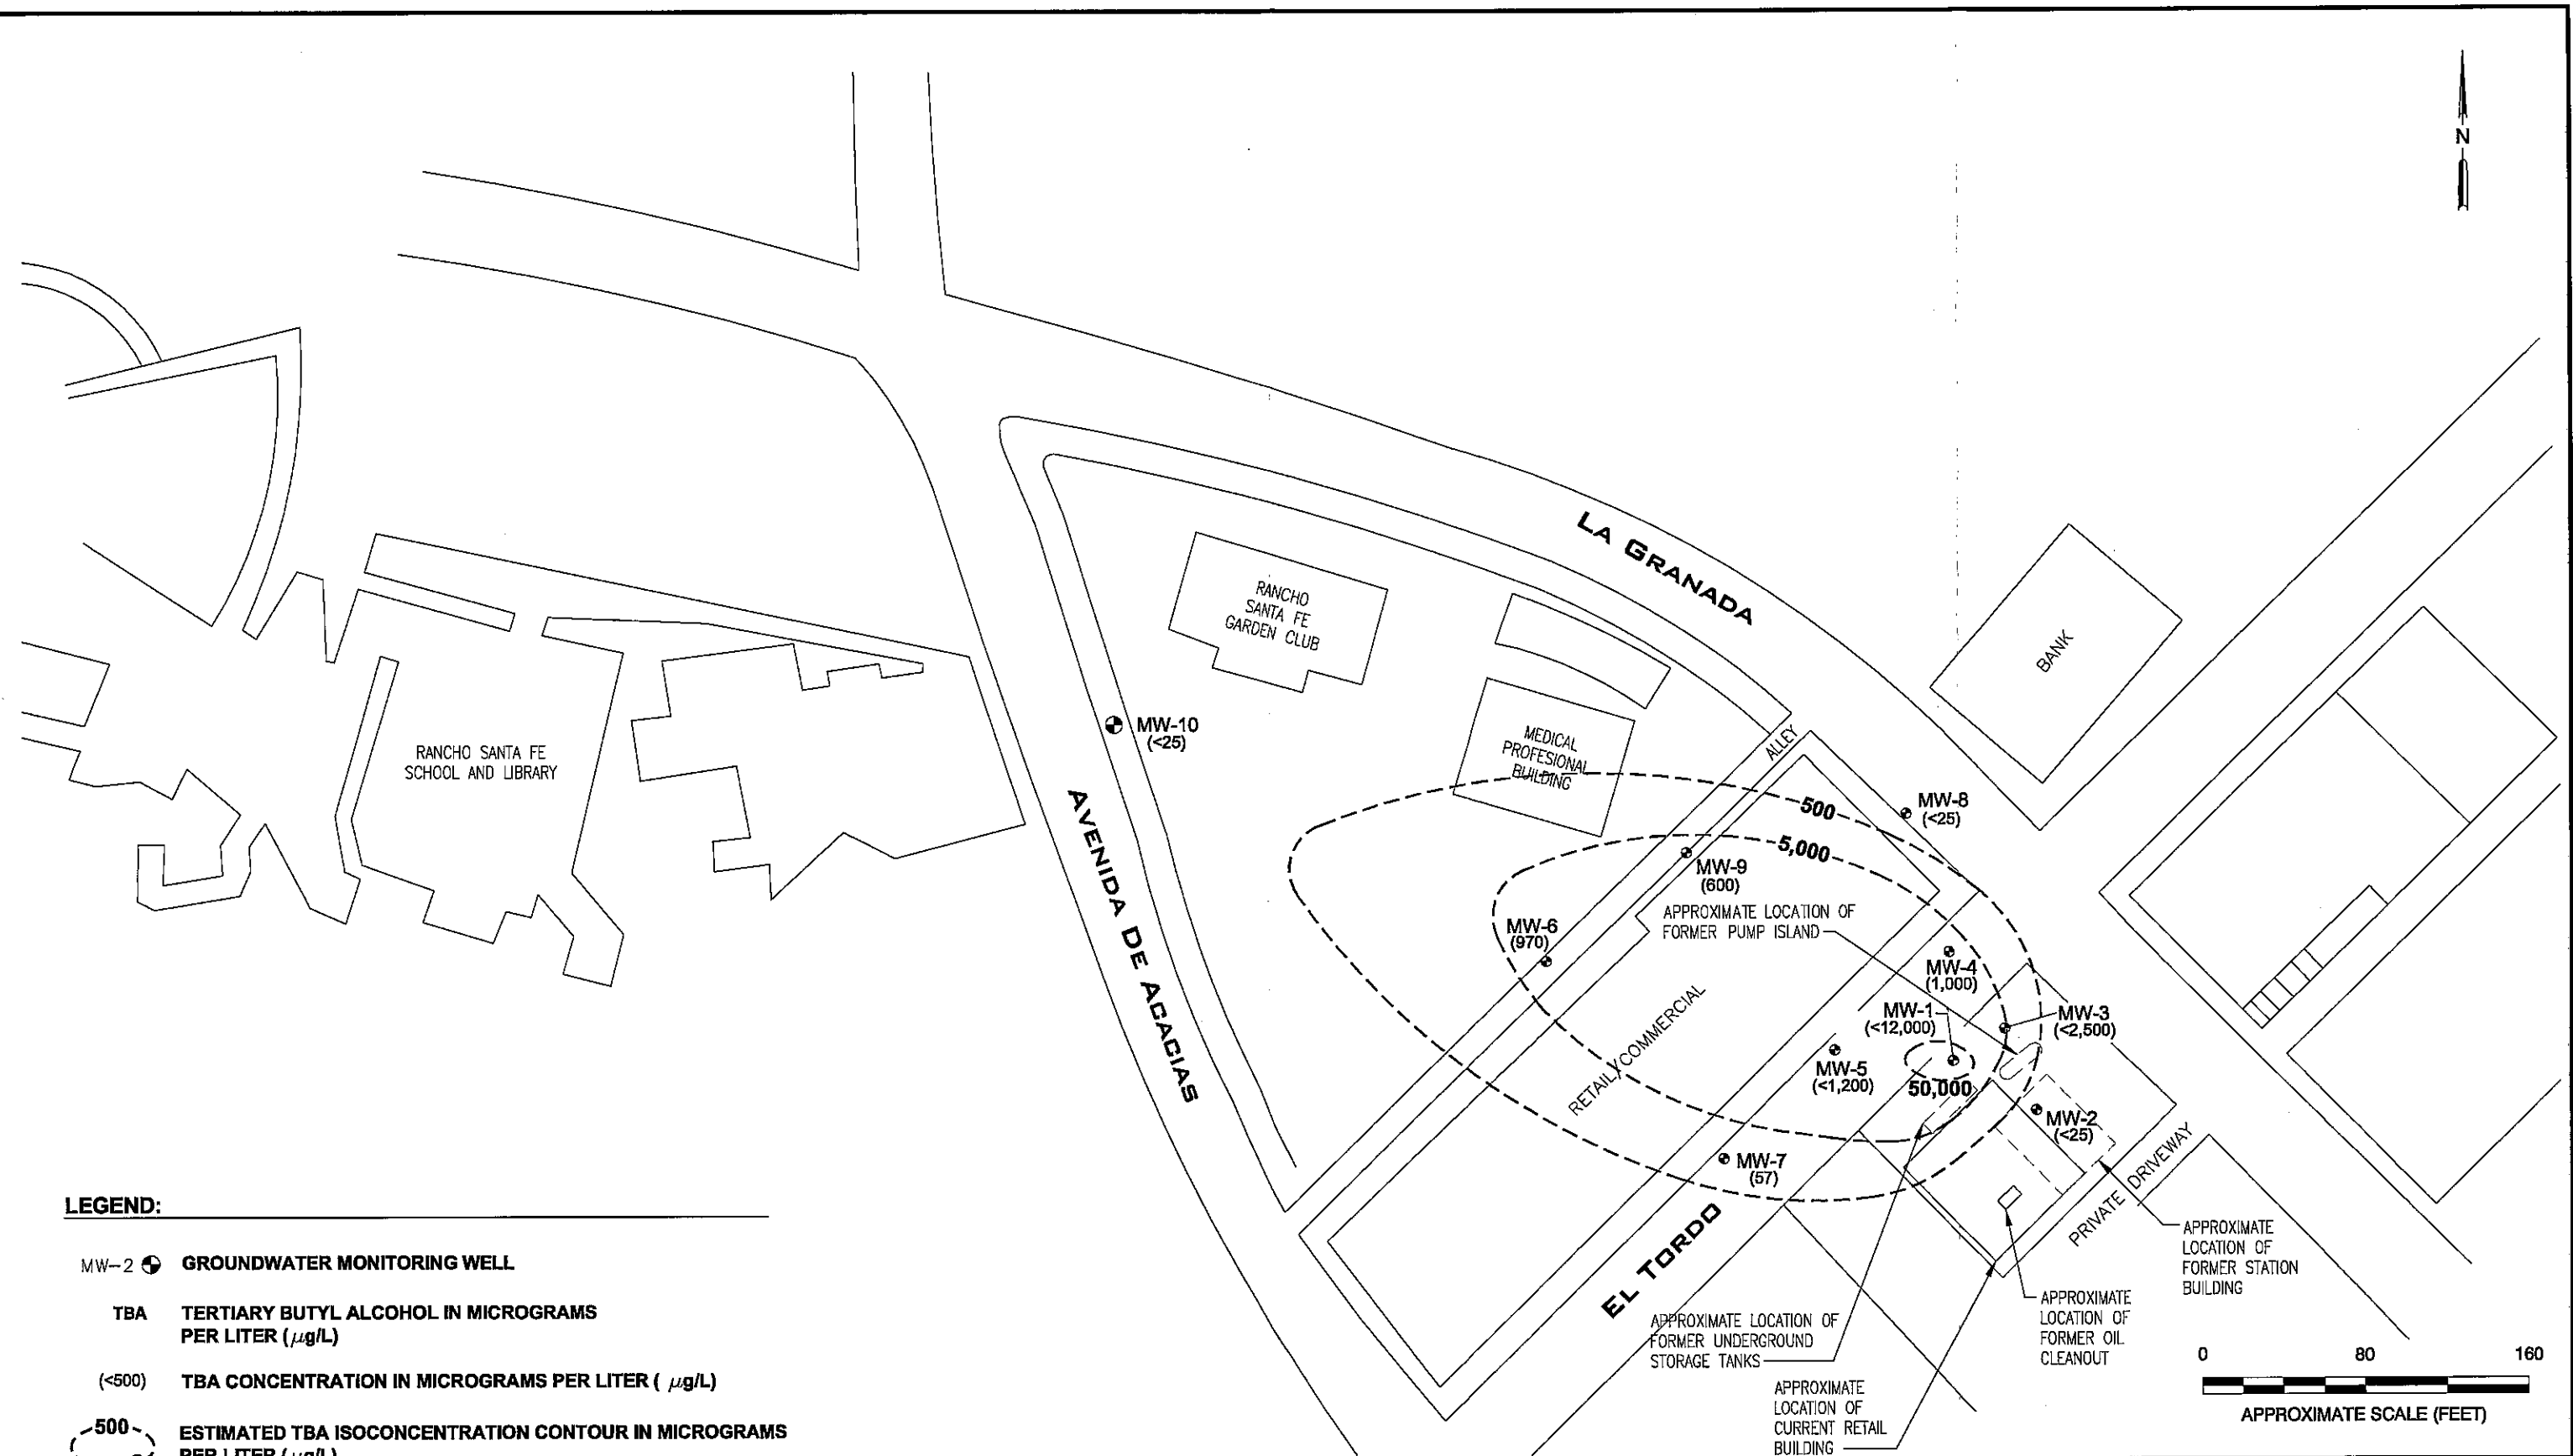 N
LA GRANADA
BANK
RANCHO
SANTA FE
GARDEN CLUB
MEDICAL
PROFESIONAL
BUILDING
ALLEY
MW-10
(<25)
RANCHO SANTA FE
SCHOOL AND LIBRARY
AVENIDA DE ACACIAS
500
5,000
MW-8
(<25)
MW-9
(600)
APPROXIMATE LOCATION OF
FORMER PUMP ISLAND
MW-6
(970)
MW-4
(1,000)
MW-1
(<12,000)
MW-3
(<2,500)
MW-5
(<1,200)
50,000
MW-2
(<25)
RETAIL/COMMERCIAL
MW-7
(57)
EL TORDO
PRIVATE DRIVEWAY
APPROXIMATE
LOCATION OF
FORMER STATION
BUILDING
APPROXIMATE
LOCATION OF
FORMER OIL
CLEANOUT
APPROXIMATE LOCATION OF
FORMER UNDERGROUND
STORAGE TANKS
APPROXIMATE
LOCATION OF
CURRENT RETAIL
BUILDING
0 80 160
APPROXIMATE SCALE (FEET)
LEGEND:
MW-2 GROUNDWATER MONITORING WELL
TBA TERTIARY BUTYL ALCOHOL IN MICROGRAMS
PER LITER (µg/L)
(<500) TBA CONCENTRATION IN MICROGRAMS PER LITER ( µg/L)
500 ESTIMATED TBA ISOCONCENTRATION CONTOUR IN MICROGRAMS
PER LITER (µg/L)